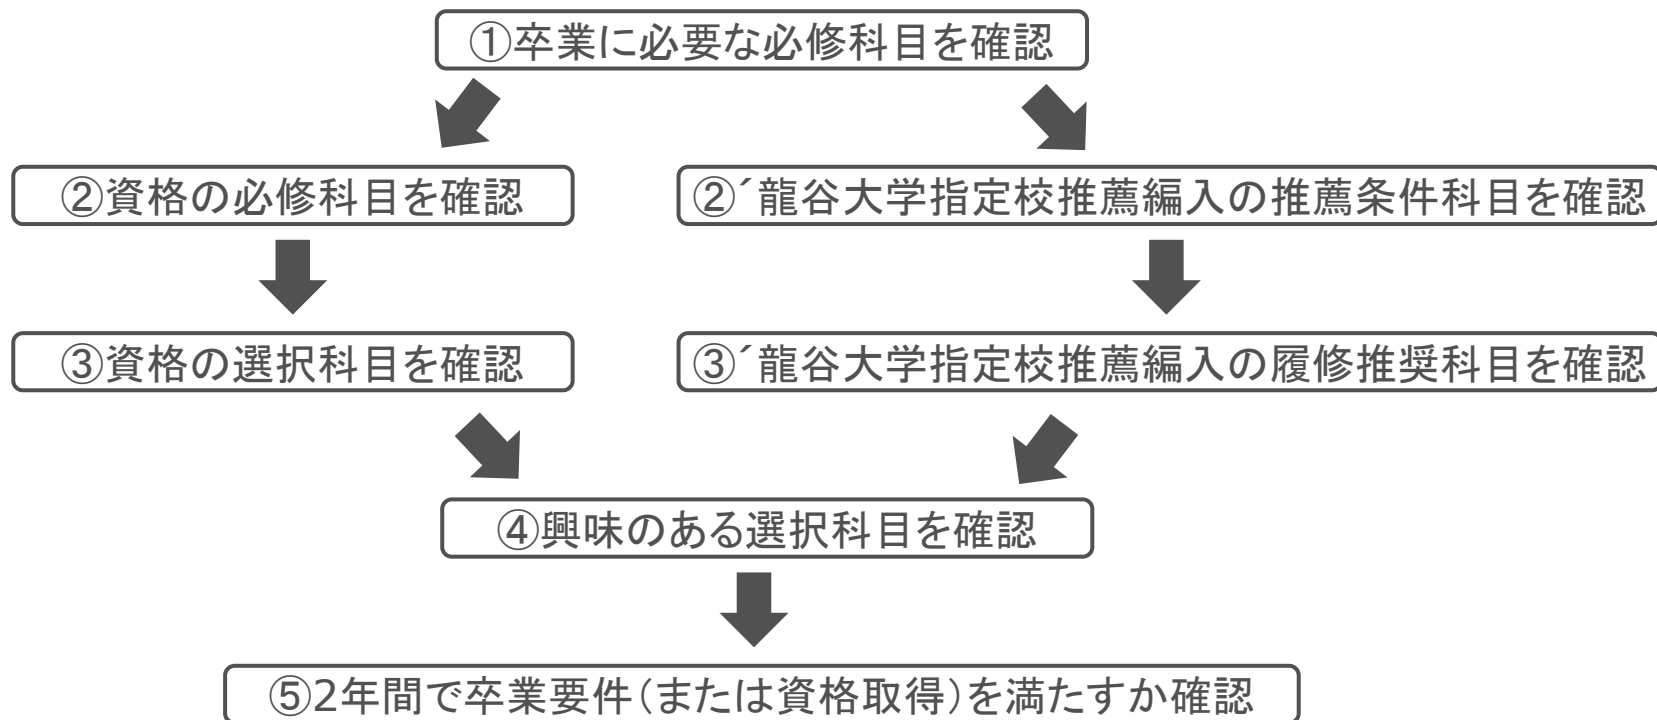 ①卒業に必要な必修科目を確認
②資格の必修科目を確認
②´龍谷大学指定校推薦編入の推薦条件科目を確認
③資格の選択科目を確認
③´龍谷大学指定校推薦編入の履修推奨科目を確認
④興味のある選択科目を確認
⑤2年間で卒業要件（または資格取得）を満たすか確認